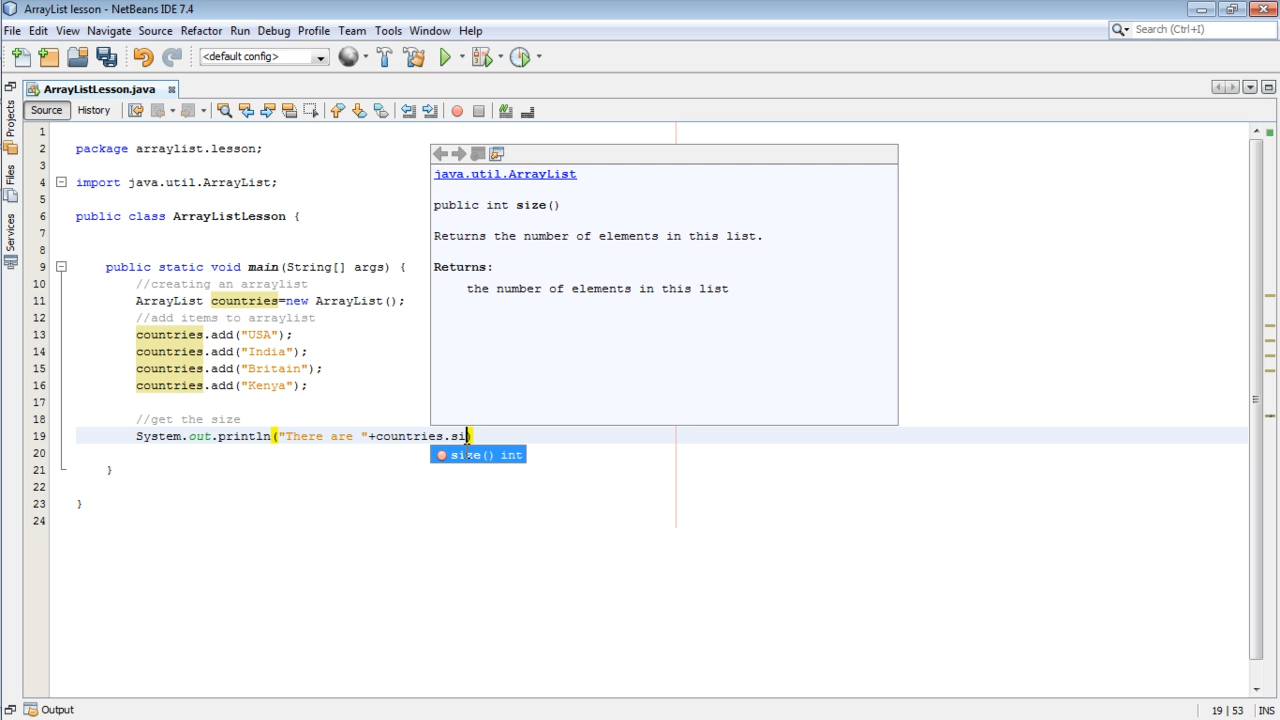 ArrayList lesson - NetBeans IDE 7.4
File Edit View Navigate Source Refactor Run Debug Profile Team Tools Window Help
Search (Ctrl+I)
<default config>
ArrayListLesson.java
Source History
Projects
Files
Services
1
2 package arraylist.lesson;
3
4 import java.util.ArrayList;
5
6 public class ArrayListLesson {
7
8
9 public static void main(String[] args) {
10 //creating an arraylist
11 ArrayList countries=new ArrayList();
12 //add items to arraylist
13 countries.add("USA");
14 countries.add("India");
15 countries.add("Britain");
16 countries.add("Kenya");
17
18 //get the size
19 System.out.println("There are "+countries.si)
20
21 }
22
23 }
24
java.util.ArrayList
public int size()
Returns the number of elements in this list.
Returns:
the number of elements in this list
size() int
Output
19 | 53 INS